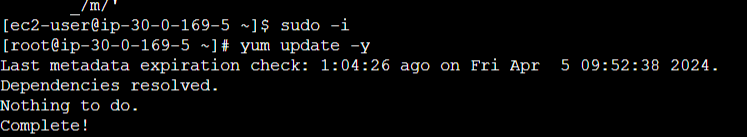 _/m/'
[ec2-user@ip-30-0-169-5 ~]$ sudo -i
[root@ip-30-0-169-5 ~]# yum update -y
Last metadata expiration check: 1:04:26 ago on Fri Apr  5 09:52:38 2024.
Dependencies resolved.
Nothing to do.
Complete!